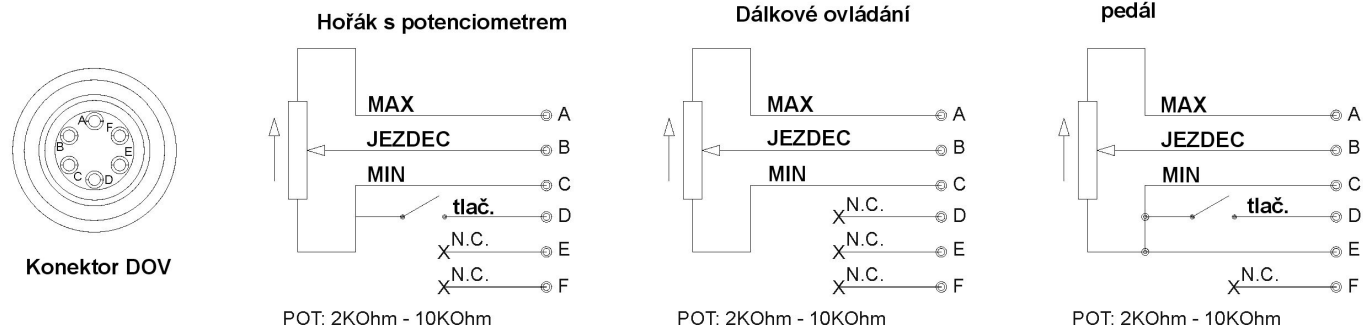 Konektor DOV
A
F
B
E
C
D
Hořák s potenciometrem
MAX
A
JEZDEC
B
MIN
C
tlač.
D
N.C.
E
N.C.
F
POT: 2KOhm - 10KOhm
Dálkové ovládání
MAX
A
JEZDEC
B
MIN
C
N.C.
D
N.C.
E
N.C.
F
POT: 2KOhm - 10KOhm
pedál
MAX
A
JEZDEC
B
MIN
C
tlač.
D
E
N.C.
F
POT: 2KOhm - 10KOhm